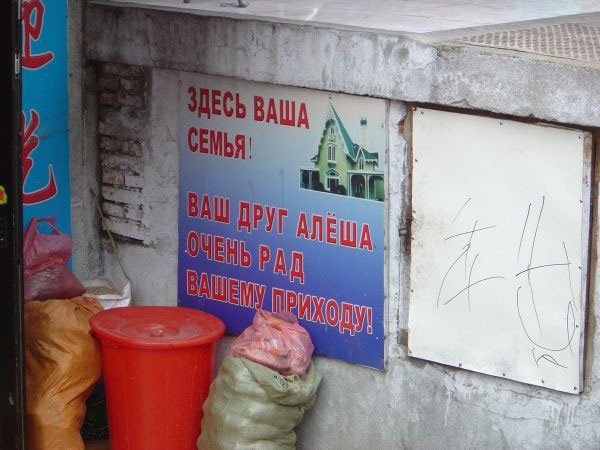 ЗДЕСЬ ВАША
СЕМЬЯ!
ВАШ ДРУГ АЛЁША
ОЧЕНЬ РАД
ВАШЕМУ ПРИХОДУ!